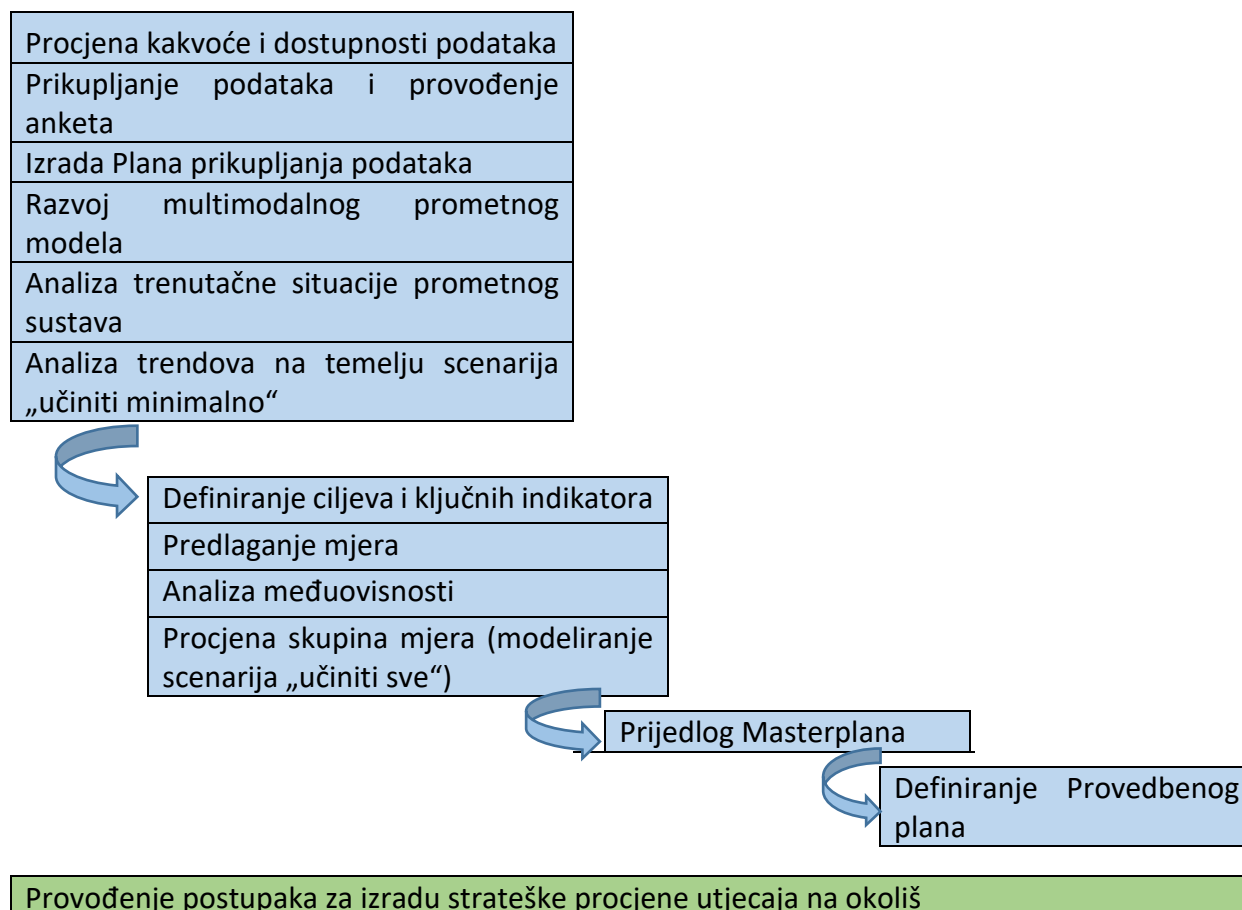 Procjena kakvoće i dostupnosti podataka
Prikupljanje podataka i provođenje
anketa
Izrada Plana prikupljanja podataka
Razvoj multimodalnog prometnog
modela
Analiza trenutačne situacije prometnog
sustava
Analiza trendova na temelju scenarija
„učiniti minimalno“
Definiranje ciljeva i ključnih indikatora
Predlaganje mjera
Analiza međuovisnosti
Procjena skupina mjera (modeliranje
scenarija „učiniti sve“)
Prijedlog Masterplana
Definiranje Provedbenog
plana
Provođenje postupaka za izradu strateške procjene utjecaja na okoliš